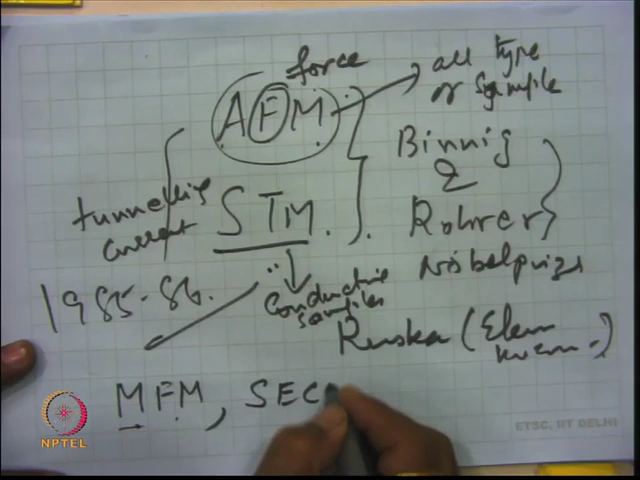 force
all type
of sample
AFM
Binnig
&
Rohrer
Nobel prize
tunnelling
current
STM.
1985-86.
Conductive
samples
Ruska (Elec
MFM, SEC
NPTEL
ETSC, IIT DELHI